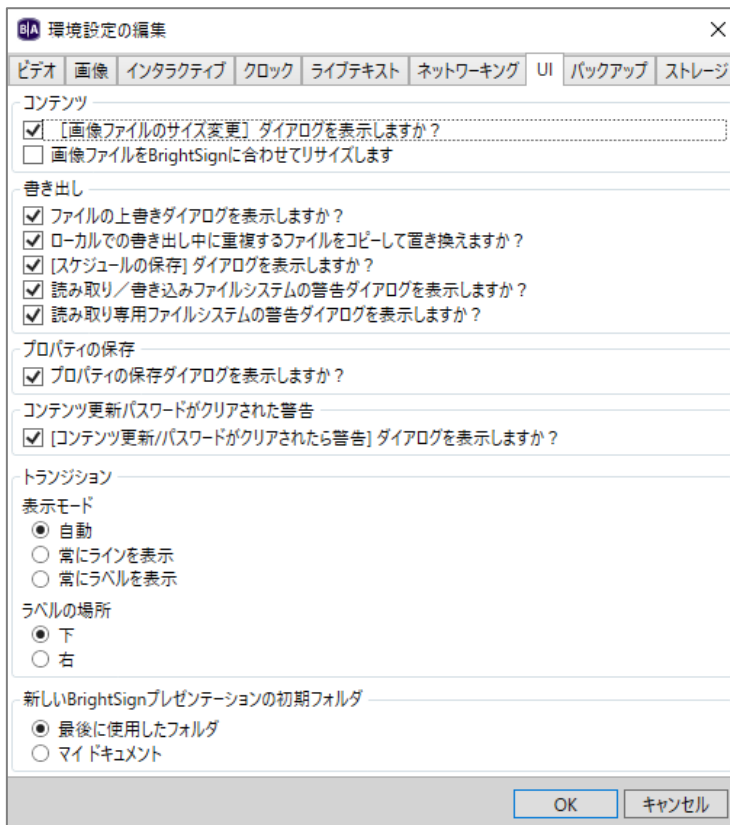 B|A 環境設定の編集
ビデオ 画像 インタラクティブ クロック ライブテキスト ネットワーキング UI バックアップ ストレージ
コンテンツ
［画像ファイルのサイズ変更］ダイアログを表示しますか？
画像ファイルをBrightSignに合わせてリサイズします
書き出し
ファイルの上書きダイアログを表示しますか？
ローカルでの書き出し中に重複するファイルをコピーして置き換えますか？
[スケジュールの保存] ダイアログを表示しますか？
読み取り／書き込みファイルシステムの警告ダイアログを表示しますか？
読み取り専用ファイルシステムの警告ダイアログを表示しますか？
プロパティの保存
プロパティの保存ダイアログを表示しますか？
コンテンツ更新パスワードがクリアされた警告
[コンテンツ更新/パスワードがクリアされたら警告] ダイアログを表示しますか？
トランジション
表示モード
自動
常にラインを表示
常にラベルを表示
ラベルの場所
下
右
新しいBrightSignプレゼンテーションの初期フォルダ
最後に使用したフォルダ
マイ ドキュメント
OK キャンセル